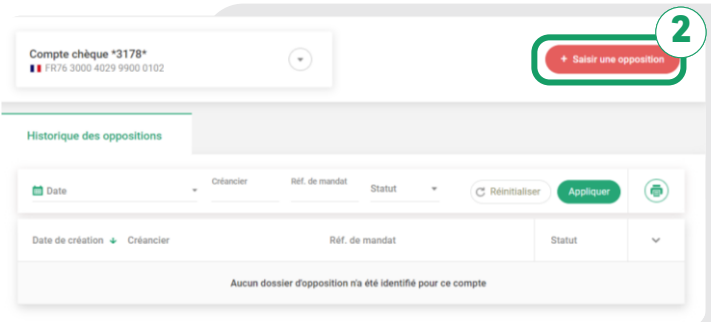 2
Compte chèque *3178*
FR76 3000 4029 9900 0102
+ Saisir une opposition
Historique des oppositions
Date
Créancier
Réf. de mandat
Statut
Réinitialiser
Appliquer
Date de création Créancier Réf. de mandat Statut
Aucun dossier d'opposition n'a été identifié pour ce compte